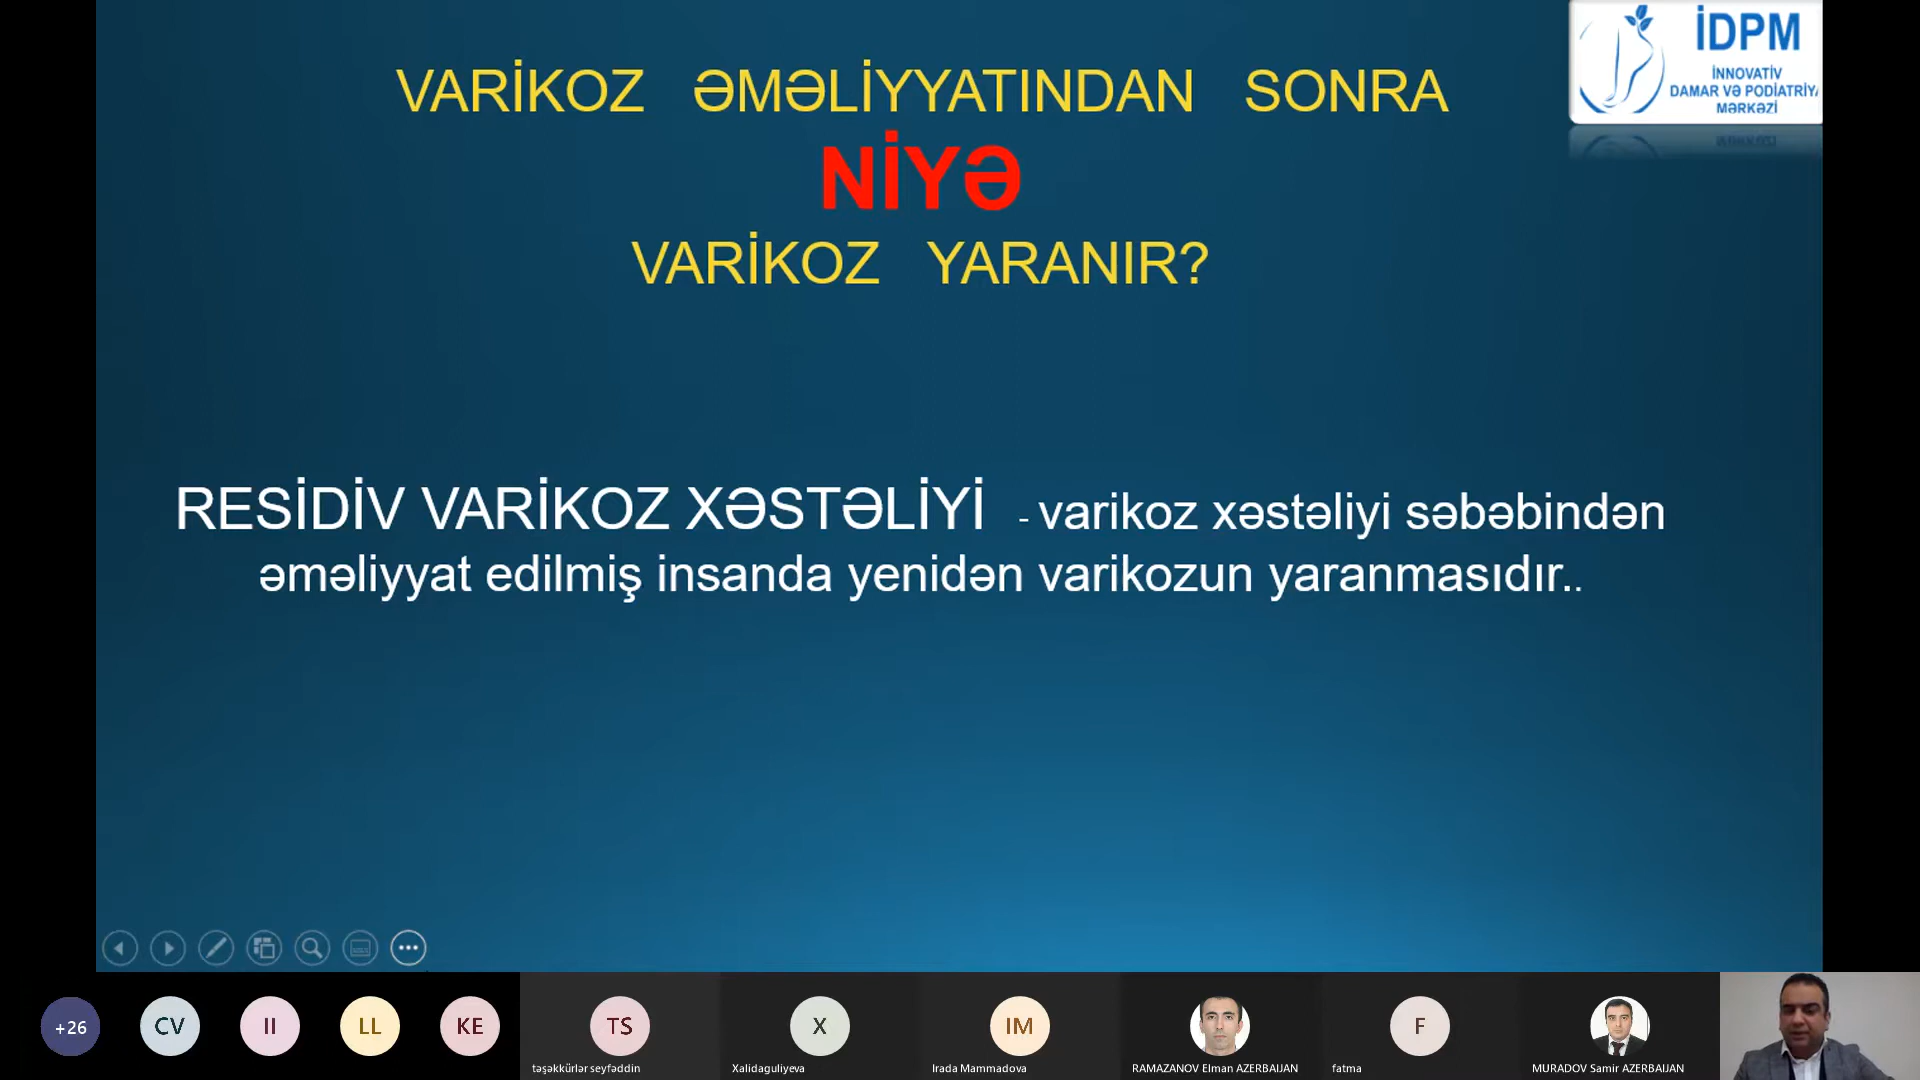 VARİKOZ ƏMƏLİYYATINDAN SONRA
NİYƏ
VARİKOZ YARANIR?
İDPM
İNNOVATİV
DAMAR VƏ PODİATRİY
MƏRKƏZİ
RESİDİV VARİKOZ XƏSTƏLİYİ - varikoz xəstəliyi səbəbindən
əməliyyat edilmiş insanda yenidən varikozun yaranmasıdır..
+26
CV
II
LL
KE
TS
X
IM
F
təşəkkürlər seyfəddin
Xalidaguliyeva
Irada Mammadova
RAMAZANOV Elman AZERBAIJAN
fatma
MURADOV Samir AZERBAIJAN